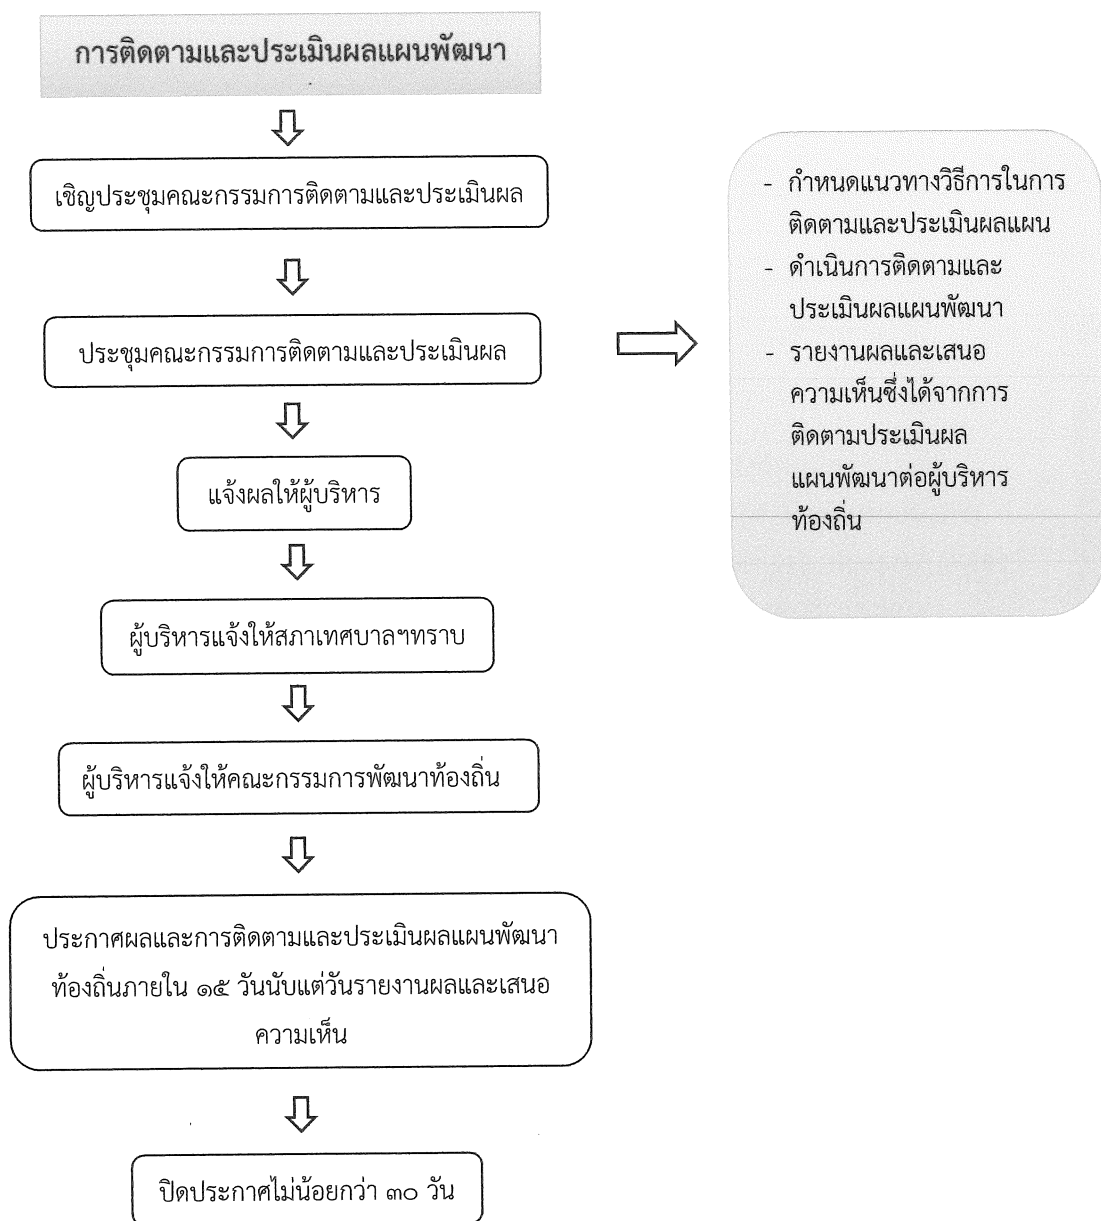 การติดตามและประเมินผลแผนพัฒนา
เชิญประชุมคณะกรรมการติดตามและประเมินผล
ประชุมคณะกรรมการติดตามและประเมินผล
- กำหนดแนวทางวิธีการในการ
ติดตามและประเมินผลแผน
- ดำเนินการติดตามและ
ประเมินผลแผนพัฒนา
- รายงานผลและเสนอ
ความเห็นซึ่งได้จากการ
ติดตามประเมินผล
แผนพัฒนาต่อผู้บริหาร
ท้องถิ่น
แจ้งผลให้ผู้บริหาร
ผู้บริหารแจ้งให้สภาเทศบาลฯทราบ
ผู้บริหารแจ้งให้คณะกรรมการพัฒนาท้องถิ่น
ประกาศผลและการติดตามและประเมินผลแผนพัฒนา
ท้องถิ่นภายใน ๑๕ วันนับแต่วันรายงานผลและเสนอ
ความเห็น
ปิดประกาศไม่น้อยกว่า ๓๐ วัน